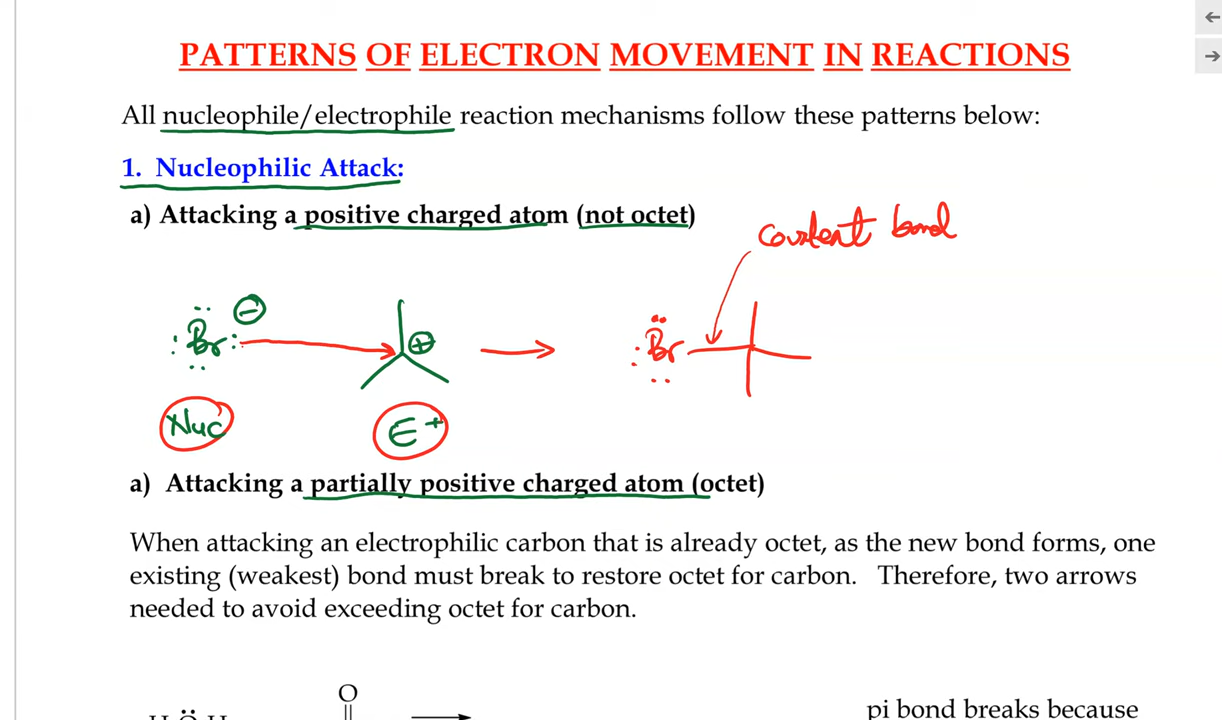 PATTERNS OF ELECTRON MOVEMENT IN REACTIONS
All nucleophile/electrophile reaction mechanisms follow these patterns below:
1. Nucleophilic Attack:
a) Attacking a positive charged atom (not octet)
covalent bond
:Br: ⊖ ⊕ :Br
Nuc E+
a) Attacking a partially positive charged atom (octet)
When attacking an electrophilic carbon that is already octet, as the new bond forms, one
existing (weakest) bond must break to restore octet for carbon. Therefore, two arrows
needed to avoid exceeding octet for carbon.
O
H O H
pi bond breaks because